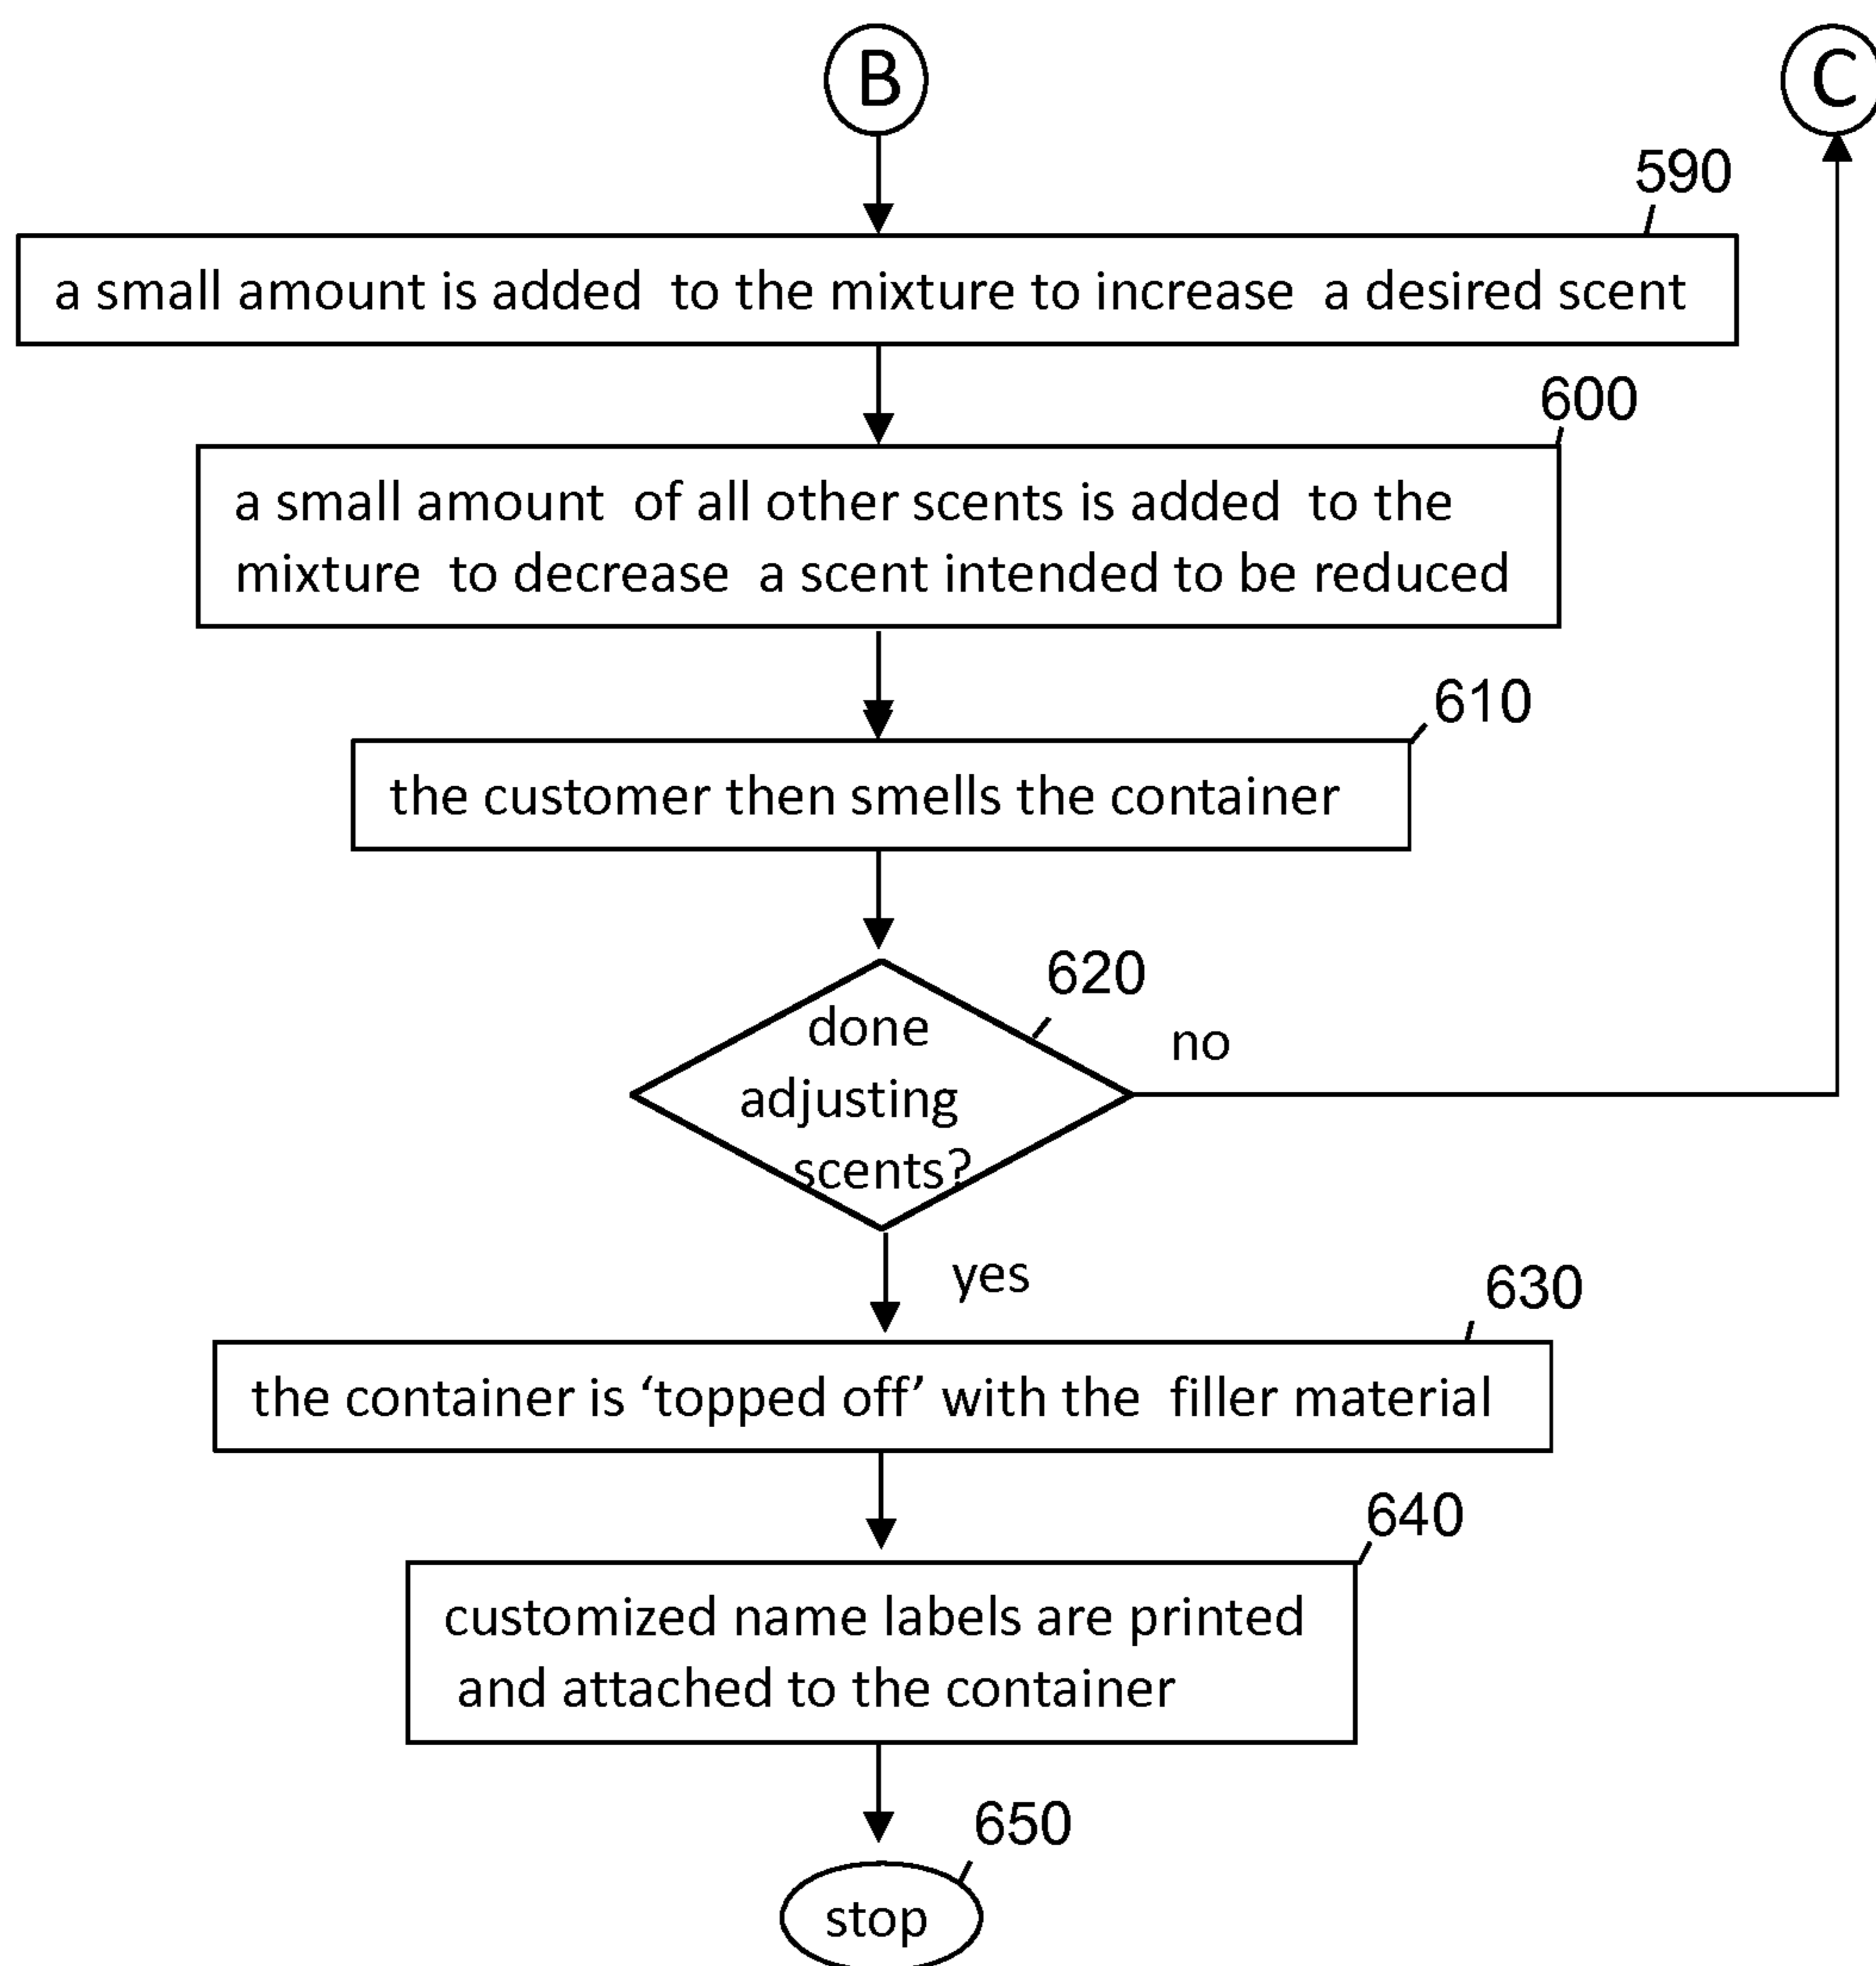 B
C
590
a small amount is added to the mixture to increase a desired scent
600
a small amount of all other scents is added to the
mixture to decrease a scent intended to be reduced
610
the customer then smells the container
620
done
adjusting
scents?
no
yes
630
the container is ‘topped off’ with the filler material
640
customized name labels are printed
and attached to the container
650
stop